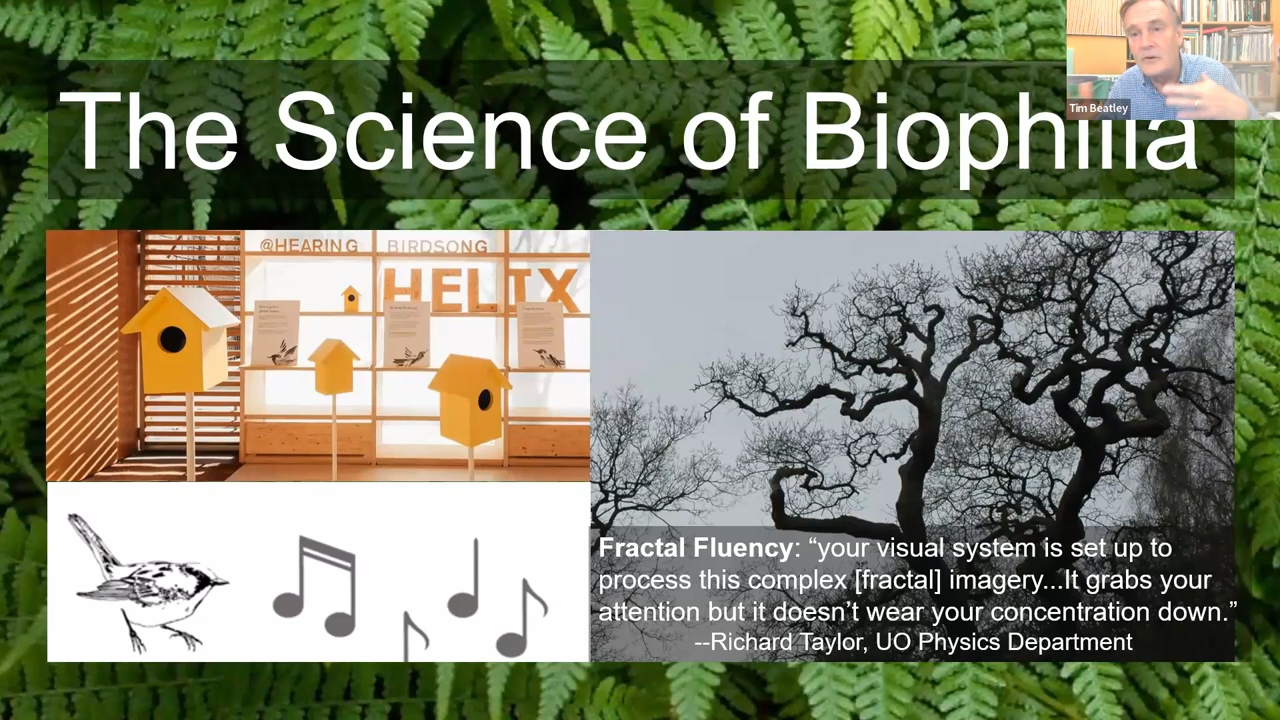 The Science of Biophilia
Tim Beatley
@HEARING BIRDSONG
HELIX
Fractal Fluency: “your visual system is set up to
process this complex [fractal] imagery...It grabs your
attention but it doesn’t wear your concentration down.”
--Richard Taylor, UO Physics Department